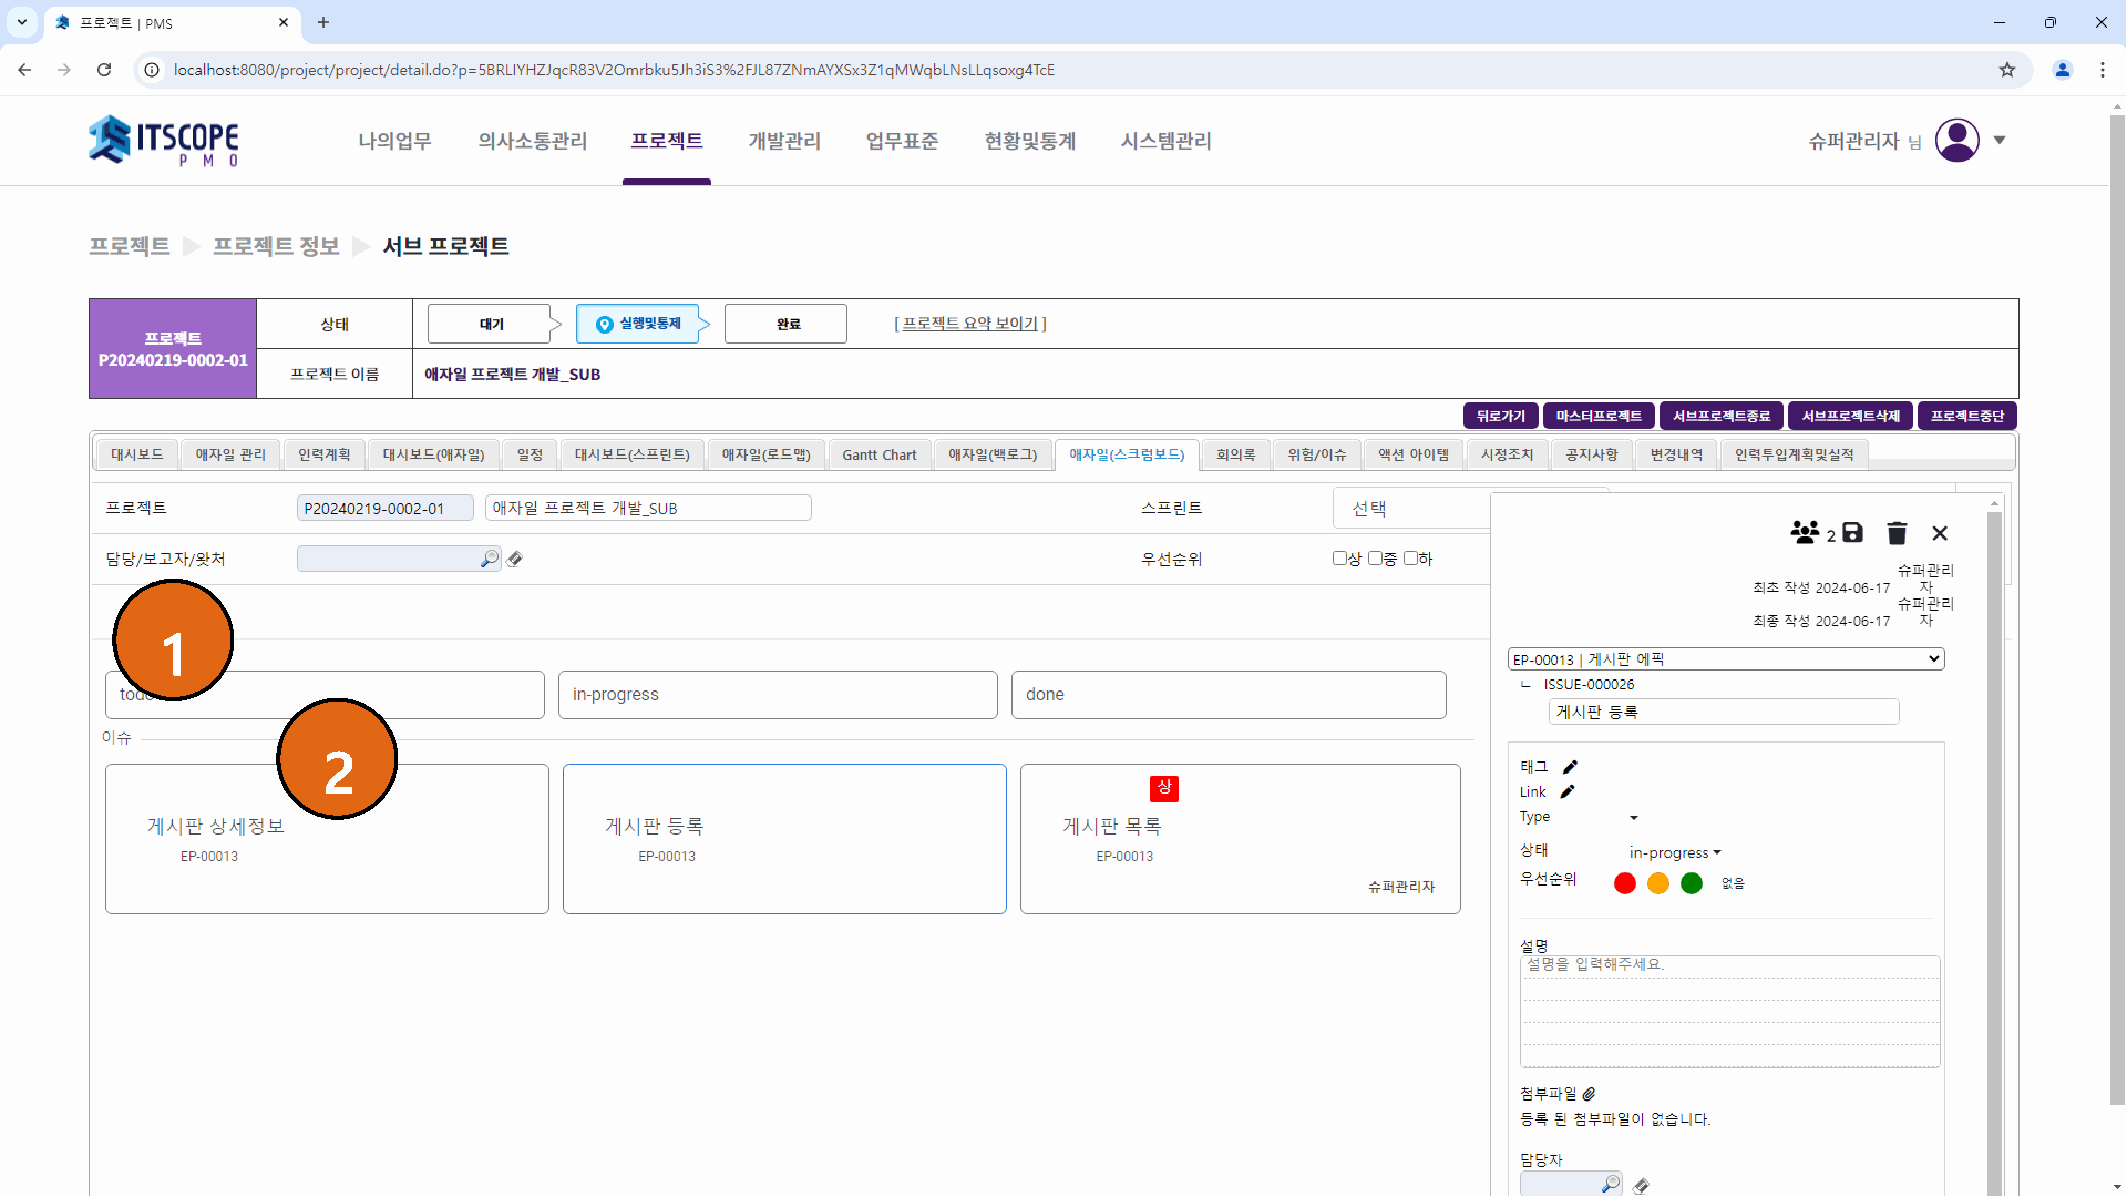 프로젝트 | PMS
localhost:8080/project/project/detail.do?p=5BRLIYHZJqcR83V2Omrbku5Jh3iS3%2FJL87ZNmAYXSx3Z1qMWqbLNsLLqsoxg4TcE
ITSCOPE
PMO
나의업무 의사소통관리 프로젝트 개발관리 업무표준 현황및통계 시스템관리
슈퍼관리자 님
프로젝트 프로젝트 정보 서브 프로젝트
프로젝트
P20240219-0002-01
상태 대기 실행및통제 완료 [ 프로젝트 요약 보이기 ]
프로젝트 이름 애자일 프로젝트 개발_SUB
뒤로가기 마스터프로젝트 서브프로젝트종료 서브프로젝트삭제 프로젝트중단
대시보드 애자일 관리 인력계획 대시보드(애자일) 일정 대시보드(스프린트) 애자일(로드맵) Gantt Chart 애자일(백로그) 애자일(스크럼보드) 회의록 위험/이슈 액션 아이템 시정조치 공지사항 변경내역 인력투입계획및실적
프로젝트 P20240219-0002-01 애자일 프로젝트 개발_SUB 스프린트 선택
담당/보고자/왓처 우선순위 상 중 하
1
todo in-progress done
2
이슈
상
게시판 상세정보 게시판 등록 게시판 목록
EP-00013 EP-00013 EP-00013
슈퍼관리자
2
최초 작성 2024-06-17 슈퍼관리자
최종 작성 2024-06-17 슈퍼관리자
EP-00013 | 게시판 에픽
ISSUE-000026
게시판 등록
태그
Link
Type
상태 in-progress
우선순위 없음
설명
설명을 입력해주세요.
첨부파일
등록 된 첨부파일이 없습니다.
담당자